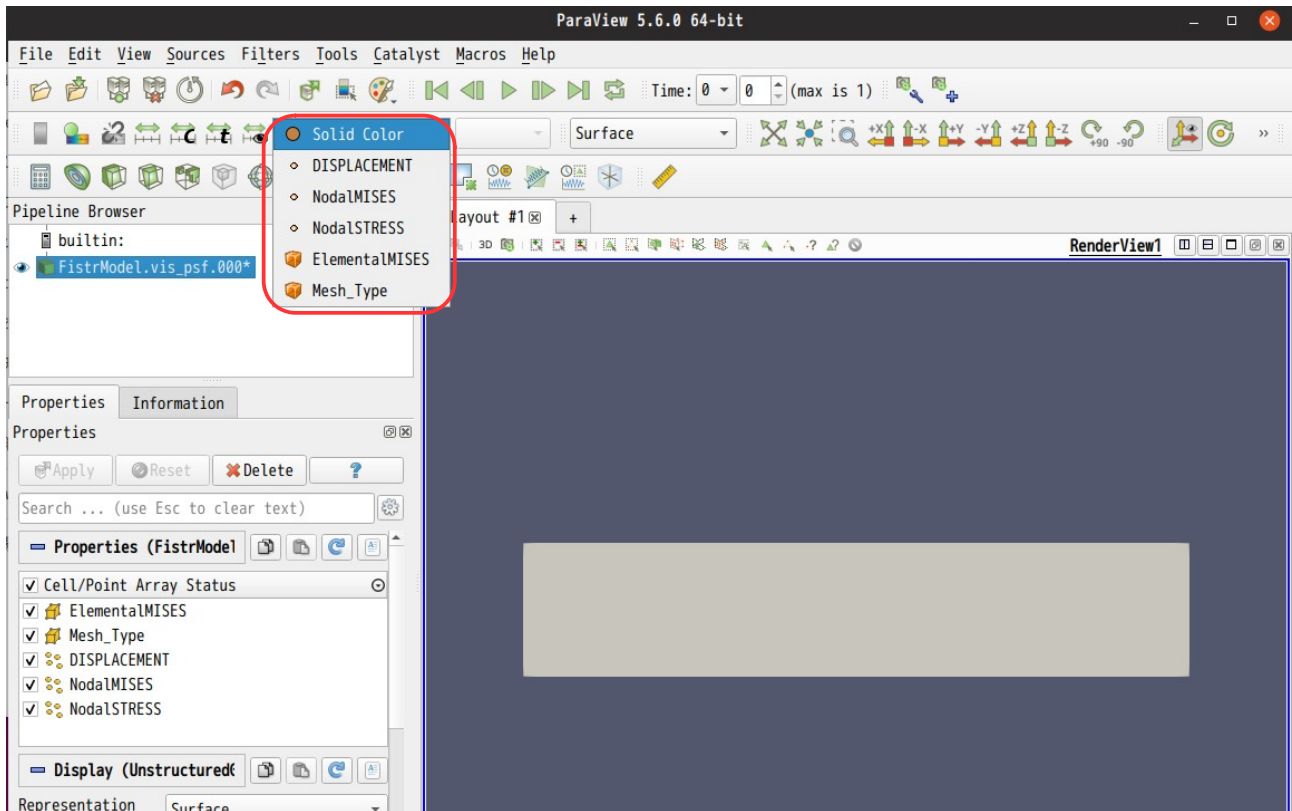 ParaView 5.6.0 64-bit
File Edit View Sources Filters Tools Catalyst Macros Help
Time: 0 0 (max is 1)
Solid Color
DISPLACEMENT
NodalMISES
NodalSTRESS
ElementalMISES
Mesh_Type
Surface
+X -X +Y -Y +Z -Z +90 -90 »
Pipeline Browser
builtin:
FistrModel.vis_psf.000*
ayout #1 +
3D
RenderView1
Properties Information
Properties
Apply Reset Delete ?
Search ... (use Esc to clear text)
Properties (FistrModel
Cell/Point Array Status
ElementalMISES
Mesh_Type
DISPLACEMENT
NodalMISES
NodalSTRESS
Display (Unstructured
Representation Surface